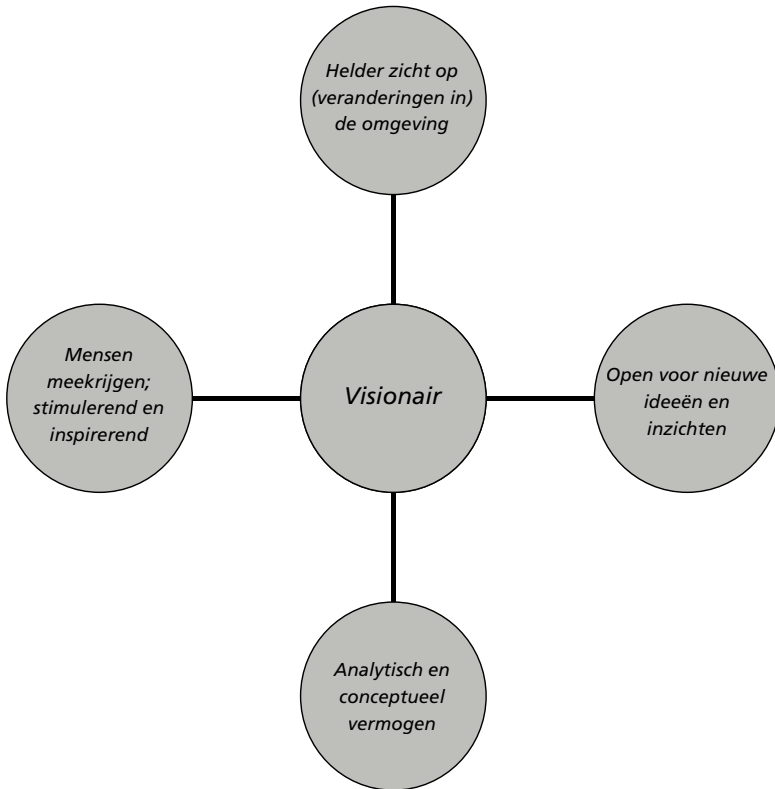 Helder zicht op
(veranderingen in)
de omgeving
Mensen
meekrijgen;
stimulerend en
inspirerend
Visionair
Open voor nieuwe
ideeën en
inzichten
Analytisch en
conceptueel
vermogen